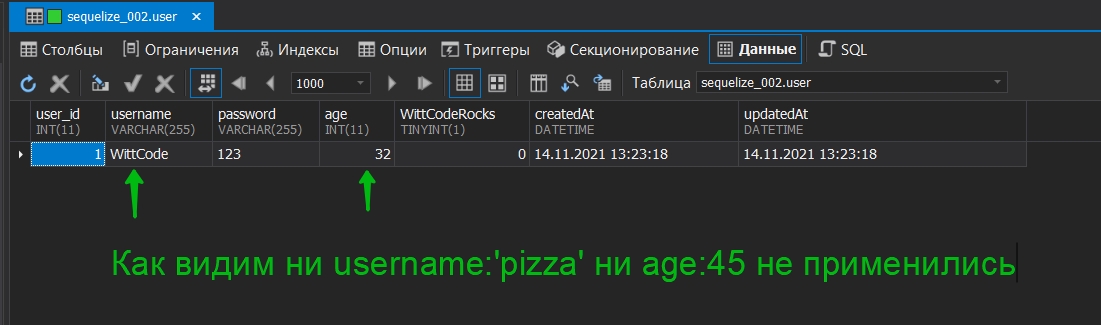 sequelize_002.user
Столбцы Ограничения Индексы Опции Триггеры Секционирование Данные SQL
1000 Таблица sequelize_002.user
user_id username password age WittCodeRocks createdAt updatedAt
INT(11) VARCHAR(255) VARCHAR(255) INT(11) TINYINT(1) DATETIME DATETIME
1 WittCode 123 32 0 14.11.2021 13:23:18 14.11.2021 13:23:18
Как видим ни username:'pizza' ни age:45 не применились